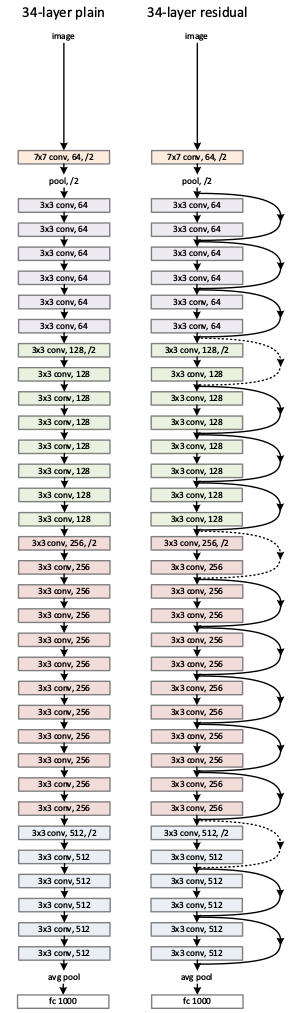 34-layer plain
image
7x7 conv, 64, /2
pool, /2
3x3 conv, 64
3x3 conv, 64
3x3 conv, 64
3x3 conv, 64
3x3 conv, 64
3x3 conv, 64
3x3 conv, 128, /2
3x3 conv, 128
3x3 conv, 128
3x3 conv, 128
3x3 conv, 128
3x3 conv, 128
3x3 conv, 128
3x3 conv, 128
3x3 conv, 256, /2
3x3 conv, 256
3x3 conv, 256
3x3 conv, 256
3x3 conv, 256
3x3 conv, 256
3x3 conv, 256
3x3 conv, 256
3x3 conv, 256
3x3 conv, 256
3x3 conv, 256
3x3 conv, 256
3x3 conv, 512, /2
3x3 conv, 512
3x3 conv, 512
3x3 conv, 512
3x3 conv, 512
3x3 conv, 512
avg pool
fc 1000
34-layer residual
image
7x7 conv, 64, /2
pool, /2
3x3 conv, 64
3x3 conv, 64
3x3 conv, 64
3x3 conv, 64
3x3 conv, 64
3x3 conv, 64
3x3 conv, 128, /2
3x3 conv, 128
3x3 conv, 128
3x3 conv, 128
3x3 conv, 128
3x3 conv, 128
3x3 conv, 128
3x3 conv, 128
3x3 conv, 256, /2
3x3 conv, 256
3x3 conv, 256
3x3 conv, 256
3x3 conv, 256
3x3 conv, 256
3x3 conv, 256
3x3 conv, 256
3x3 conv, 256
3x3 conv, 256
3x3 conv, 256
3x3 conv, 256
3x3 conv, 512, /2
3x3 conv, 512
3x3 conv, 512
3x3 conv, 512
3x3 conv, 512
3x3 conv, 512
avg pool
fc 1000